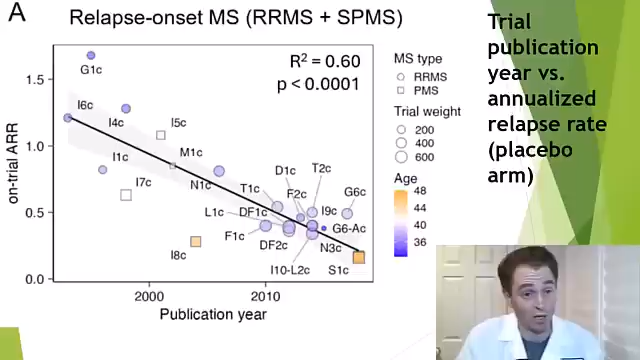 A
Relapse-onset MS (RRMS + SPMS)
R² = 0.60
p < 0.0001
on-trial ARR
1.5
1.0
0.5
0.0
2000
2010
Publication year
G1c
I6c
I4c
I5c
I1c
M1c
I7c
N1c
T1c
D1c
T2c
F2c
G6c
L1c
DF1c
I9c
F1c
G6-Ac
DF2c
N3c
I8c
I10-L2c
S1c
MS type
RRMS
PMS
Trial weight
200
400
600
Age
48
44
40
36
Trial
publication
year vs.
annualized
relapse rate
(placebo
arm)